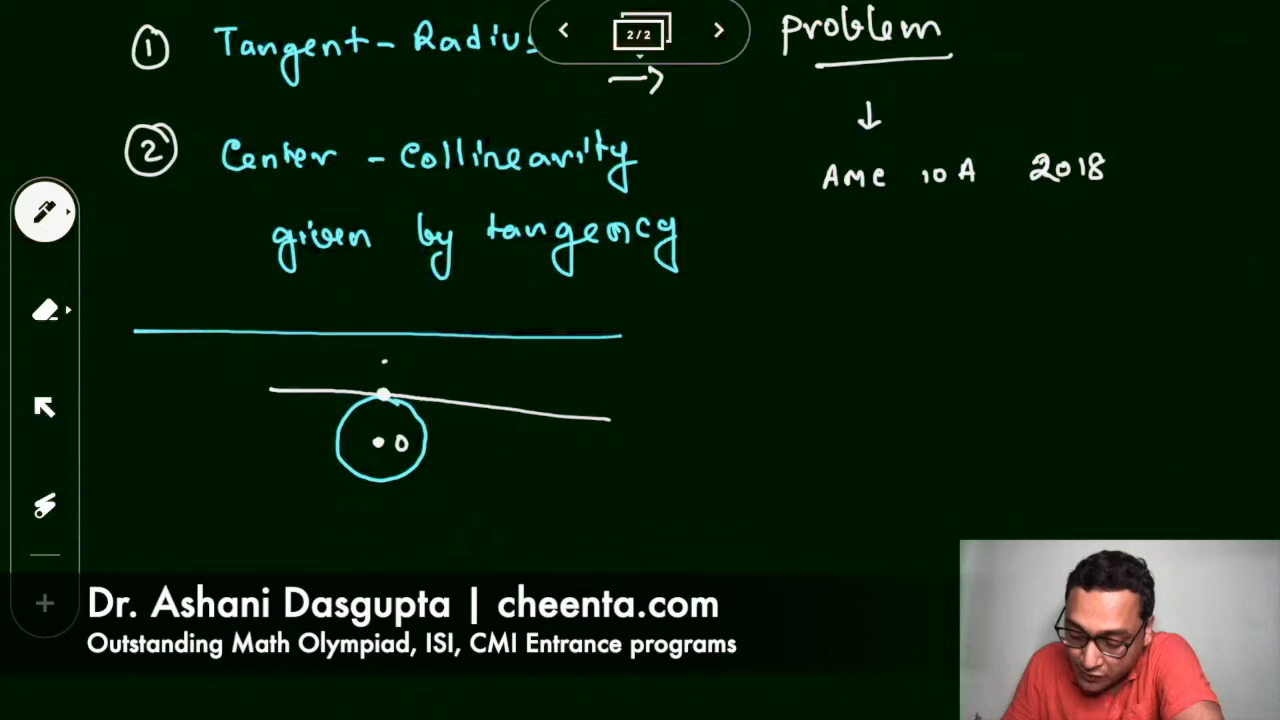 ① Tangent - Radius
② Center - Collinearity
given by tangency
2/2
Problem
AMC 10A 2018
O
Dr. Ashani Dasgupta | cheenta.com
Outstanding Math Olympiad, ISI, CMI Entrance programs